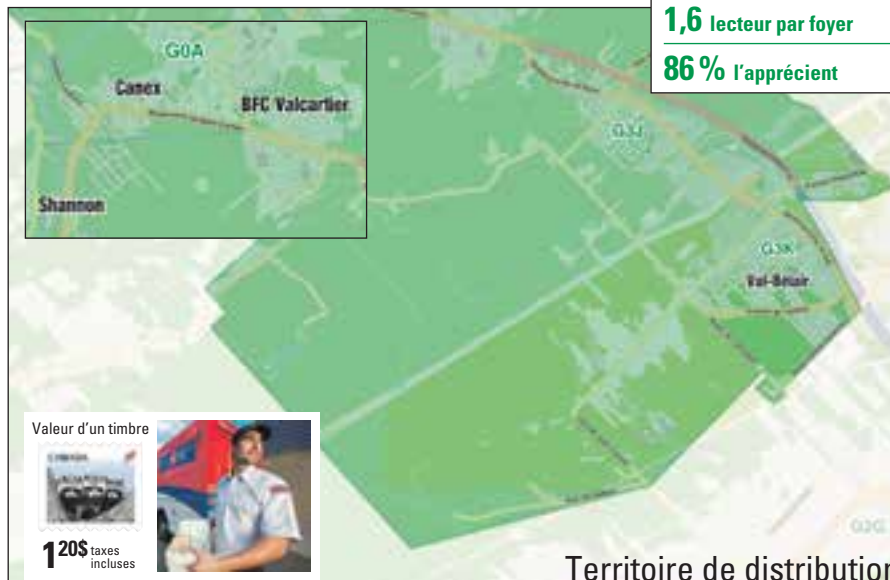 1,6 lecteur par foyer
86 % l'apprécient
G0A
Canex
BFC Valcartier
Shannon
G3J
G3K
Val-Bélair
G2G
Valeur d'un timbre
CANADA
1 20$ taxes incluses
Territoire de distribution